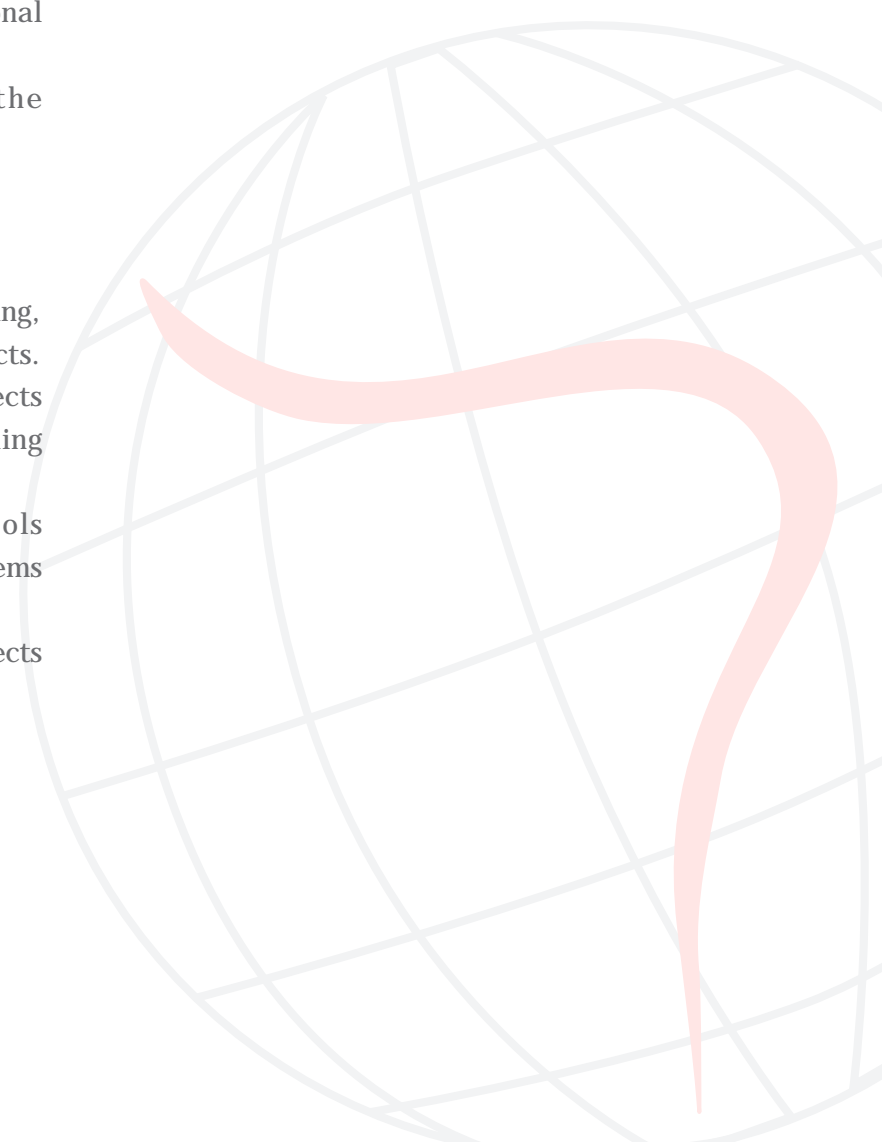 nal
the
ng,
cts.
ects
ing
ols
ems
ects